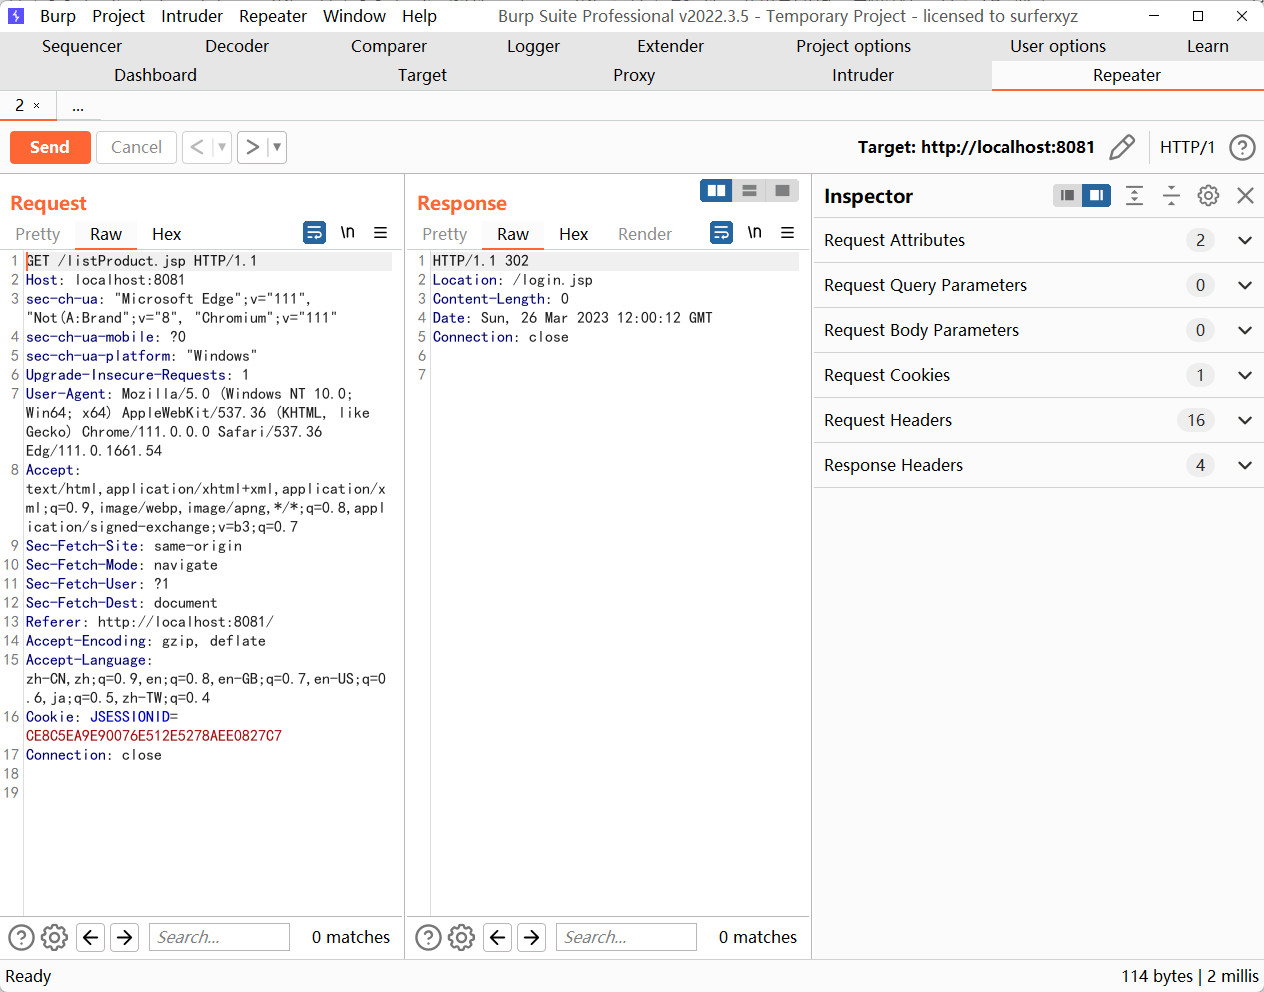 Burp Project Intruder Repeater Window Help Burp Suite Professional v2022.3.5 - Temporary Project - licensed to surferxyz
Sequencer Decoder Comparer Logger Extender Project options User options Learn
Dashboard Target Proxy Intruder Repeater
2 × ...
Send Cancel < > Target: http://localhost:8081 HTTP/1 ?
Request
Pretty Raw Hex \n
1 GET /listProduct.jsp HTTP/1.1
2 Host: localhost:8081
3 sec-ch-ua: "Microsoft Edge";v="111",
"Not(A:Brand";v="8", "Chromium";v="111"
4 sec-ch-ua-mobile: ?0
5 sec-ch-ua-platform: "Windows"
6 Upgrade-Insecure-Requests: 1
7 User-Agent: Mozilla/5.0 (Windows NT 10.0;
Win64; x64) AppleWebKit/537.36 (KHTML, like
Gecko) Chrome/111.0.0.0 Safari/537.36
Edg/111.0.1661.54
8 Accept:
text/html,application/xhtml+xml,application/x
ml;q=0.9,image/webp,image/apng,*/*;q=0.8,appl
ication/signed-exchange;v=b3;q=0.7
9 Sec-Fetch-Site: same-origin
10 Sec-Fetch-Mode: navigate
11 Sec-Fetch-User: ?1
12 Sec-Fetch-Dest: document
13 Referer: http://localhost:8081/
14 Accept-Encoding: gzip, deflate
15 Accept-Language:
zh-CN,zh;q=0.9,en;q=0.8,en-GB;q=0.7,en-US;q=0
.6,ja;q=0.5,zh-TW;q=0.4
16 Cookie: JSESSIONID=
CE8C5EA9E90076E512E5278AEE0827C7
17 Connection: close
18
19
? Search... 0 matches
Response
Pretty Raw Hex Render \n
1 HTTP/1.1 302
2 Location: /login.jsp
3 Content-Length: 0
4 Date: Sun, 26 Mar 2023 12:00:12 GMT
5 Connection: close
6
7
? Search... 0 matches
Inspector
Request Attributes 2
Request Query Parameters 0
Request Body Parameters 0
Request Cookies 1
Request Headers 16
Response Headers 4
Ready 114 bytes | 2 millis